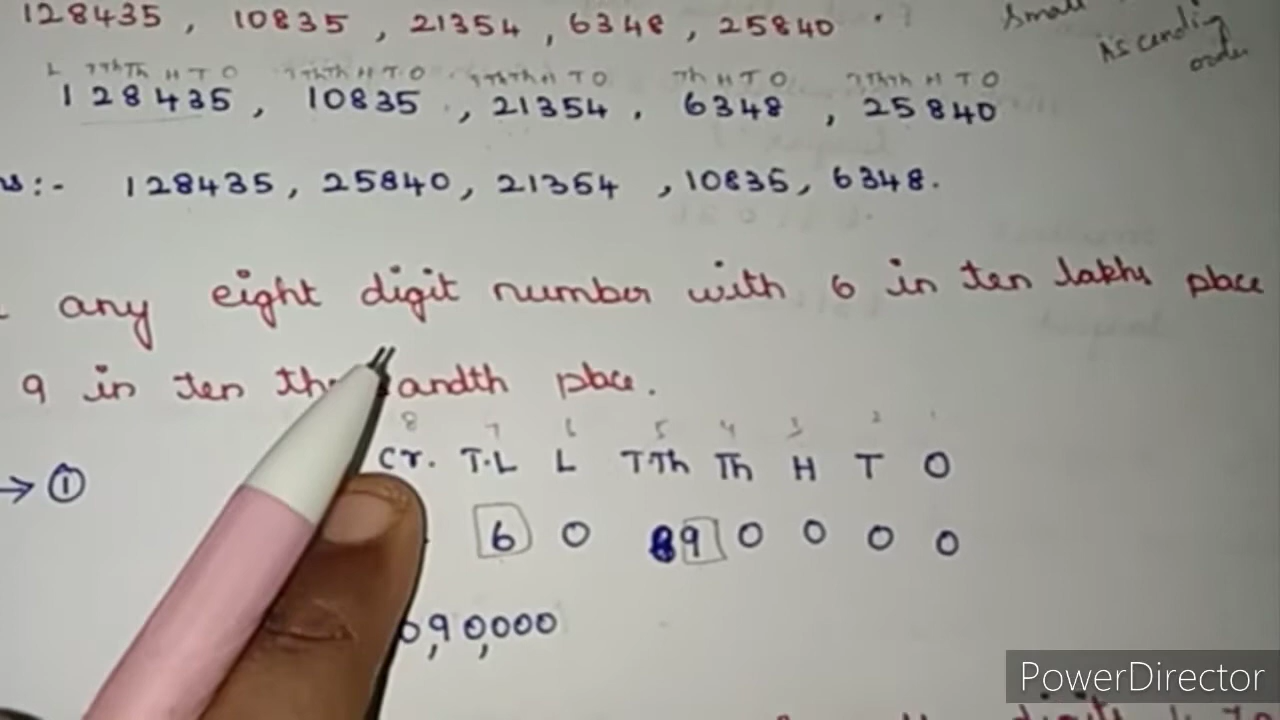 128435 , 10835 , 21354 , 6348 , 25840 .
Small
Ascending
order
L TTh Th H T O TTh Th H T O TTh Th H T O Th H T O TTh Th H T O
128435 , 10835 , 21354 , 6348 , 25840
:- 128435, 25840, 21354 , 10835, 6348.
any eight digit number with 6 in ten lakhs place
9 in ten the andth place.
8 7 6 5 4 3 2 1
→ ① Cr. T.L L T.Th Th H T O
6 0 9 0 0 0 0
0,90,000
PowerDirector